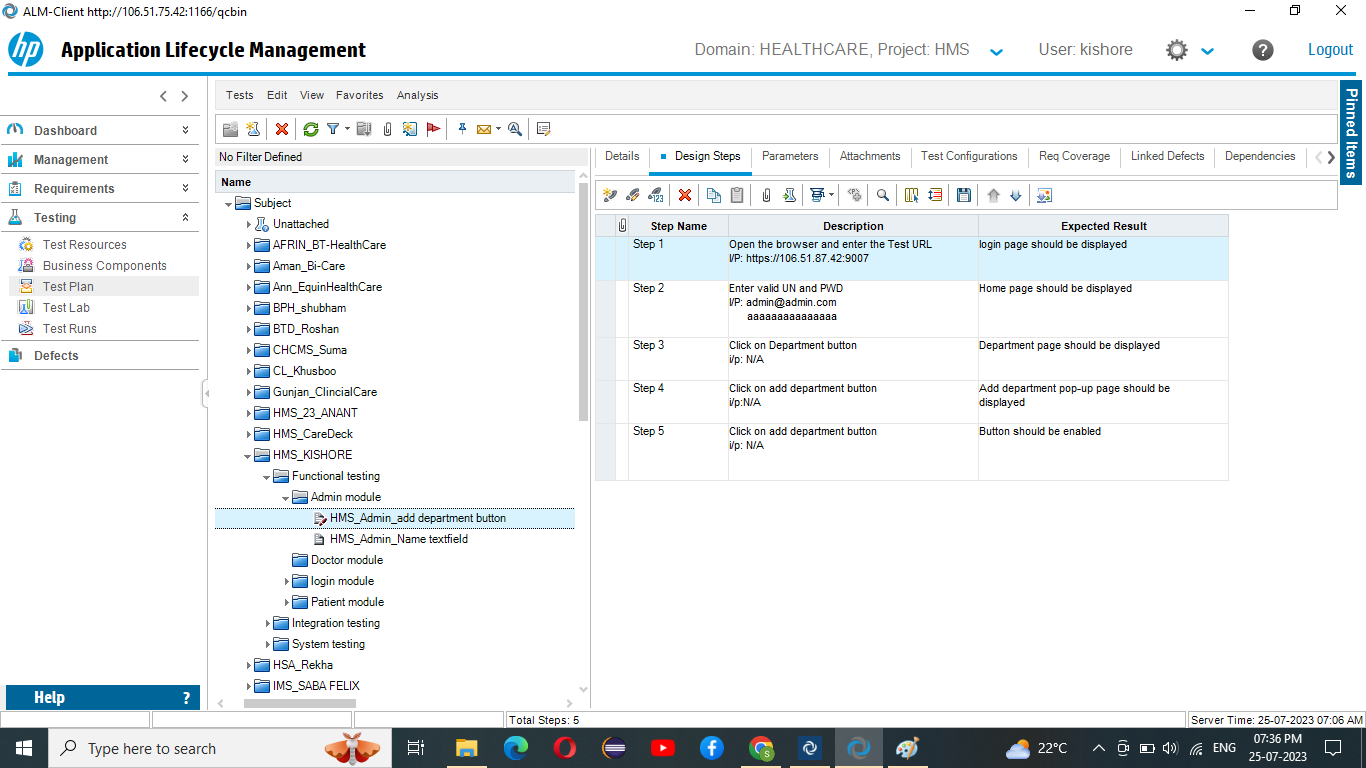 ALM-Client http://106.51.75.42:1166/qcbin
hp
Application Lifecycle Management
Domain: HEALTHCARE, Project: HMS
User: kishore
?
Logout
Dashboard
Management
Requirements
Testing
Test Resources
Business Components
Test Plan
Test Lab
Test Runs
Defects
Help ?
Tests Edit View Favorites Analysis
No Filter Defined
Name
Subject
Unattached
AFRIN_BT-HealthCare
Aman_Bi-Care
Ann_EquinHealthCare
BPH_shubham
BTD_Roshan
CHCMS_Suma
CL_Khusboo
Gunjan_ClincialCare
HMS_23_ANANT
HMS_CareDeck
HMS_KISHORE
Functional testing
Admin module
HMS_Admin_add department button
HMS_Admin_Name textfield
Doctor module
login module
Patient module
Integration testing
System testing
HSA_Rekha
IMS_SABA FELIX
Details Design Steps Parameters Attachments Test Configurations Req Coverage Linked Defects Dependencies
Pinned Items
Step Name Description Expected Result
Step 1 Open the browser and enter the Test URL login page should be displayed
I/P: https://106.51.87.42:9007
Step 2 Enter valid UN and PWD Home page should be displayed
I/P: admin@admin.com
aaaaaaaaaaaaaaa
Step 3 Click on Department button Department page should be displayed
i/p: N/A
Step 4 Click on add department button Add department pop-up page should be
i/p:N/A displayed
Step 5 Click on add department button Button should be enabled
i/p: N/A
Total Steps: 5
Server Time: 25-07-2023 07:06 AM
Type here to search
S
22°C
ENG
07:36 PM
25-07-2023